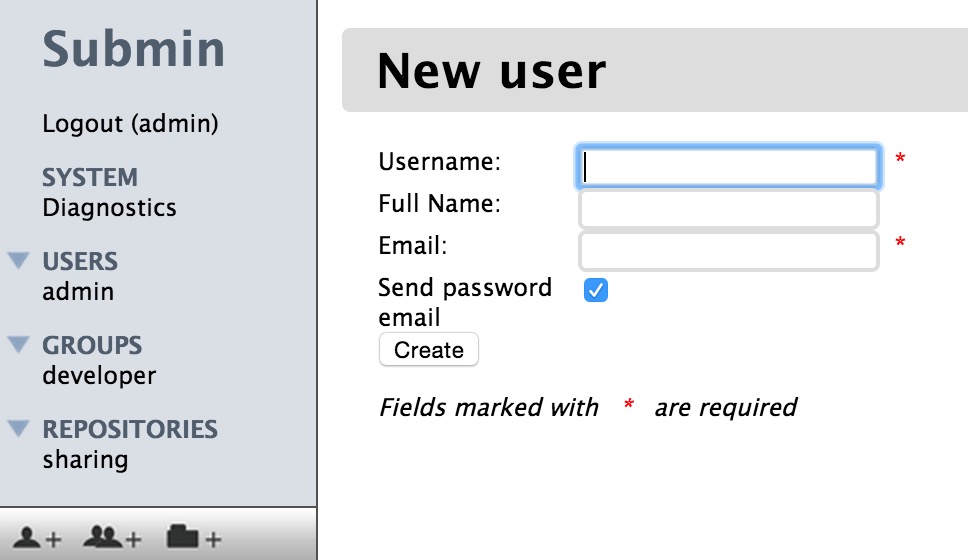 Submin
Logout (admin)
SYSTEM
Diagnostics
USERS
admin
GROUPS
developer
REPOSITORIES
sharing
New user
Username: *
Full Name:
Email: *
Send password
email
Create
Fields marked with * are required